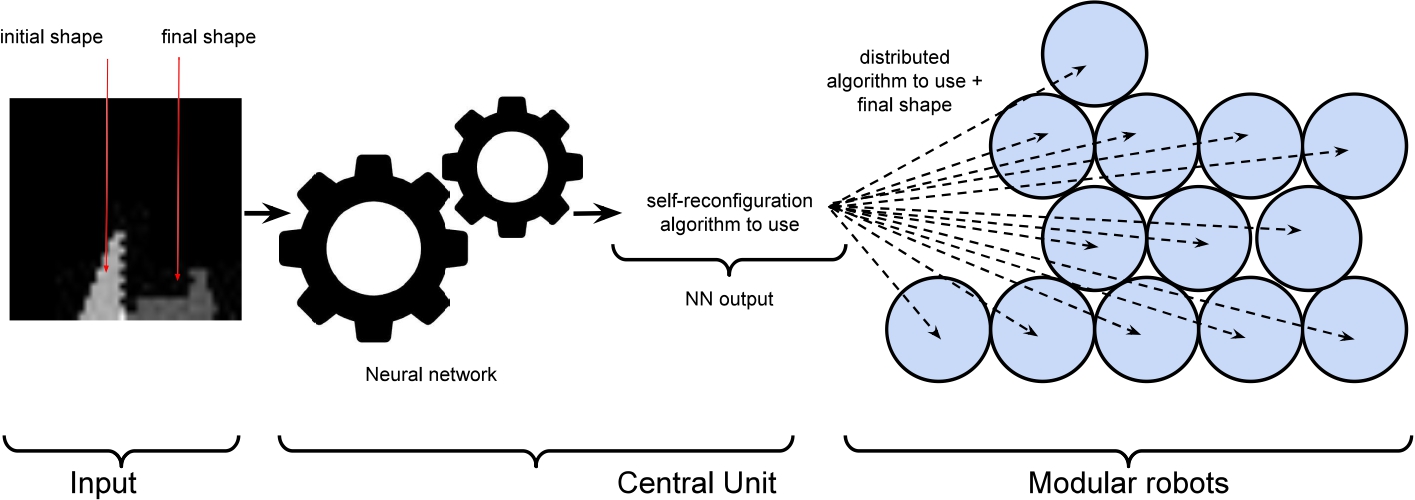 initial shape
final shape
Neural network
self-reconfiguration
algorithm to use
NN output
distributed
algorithm to use +
final shape
Input
Central Unit
Modular robots